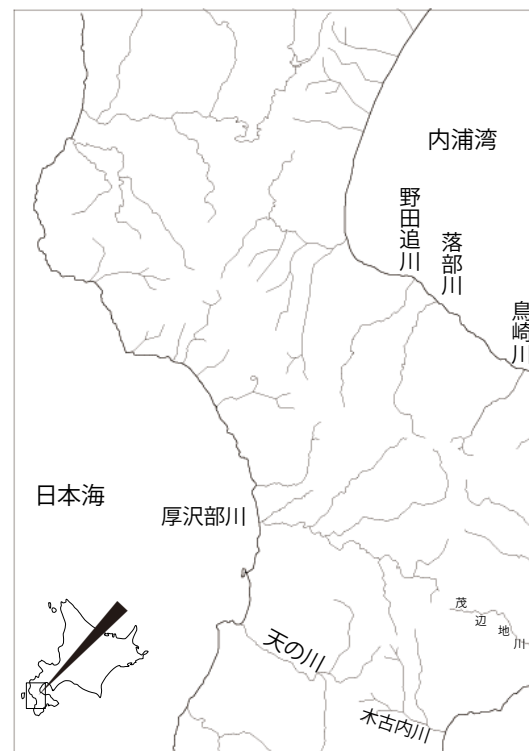 内浦湾
野田追川
落部川
鳥崎川
日本海
厚沢部川
茂辺地川
天の川
木古内川